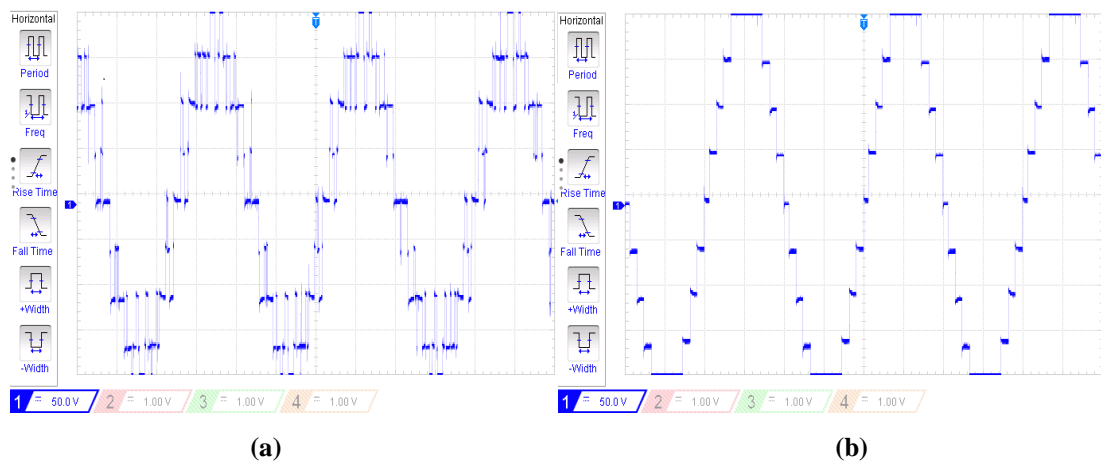 Horizontal
T
Period
Freq
Rise Time
1
Fall Time
+Width
-Width
1 = 50.0 V 2 = 1.00 V 3 = 1.00 V 4 = 1.00 V
(a)
Horizontal
T
Period
Freq
Rise Time
1
Fall Time
+Width
-Width
1 = 50.0 V 2 = 1.00 V 3 = 1.00 V 4 = 1.00 V
(b)